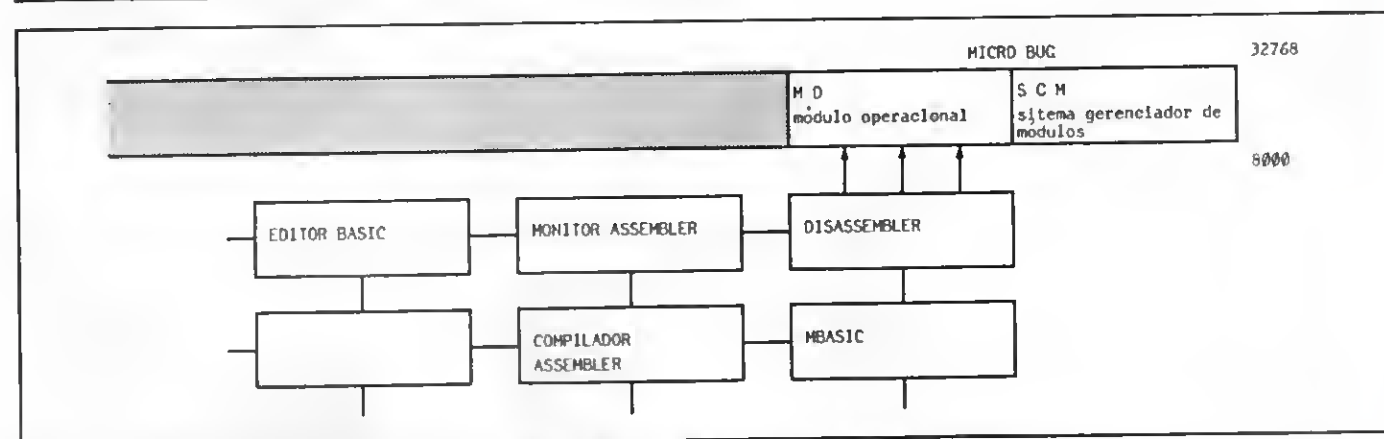 MICRO BUG
32768
M D
módulo operacional
S C M
sitema gerenciador de
modulos
8000
EDITOR BASIC
MONITOR ASSEMBLER
DISASSEMBLER
COMPILADOR
ASSEMBLER
MBASIC